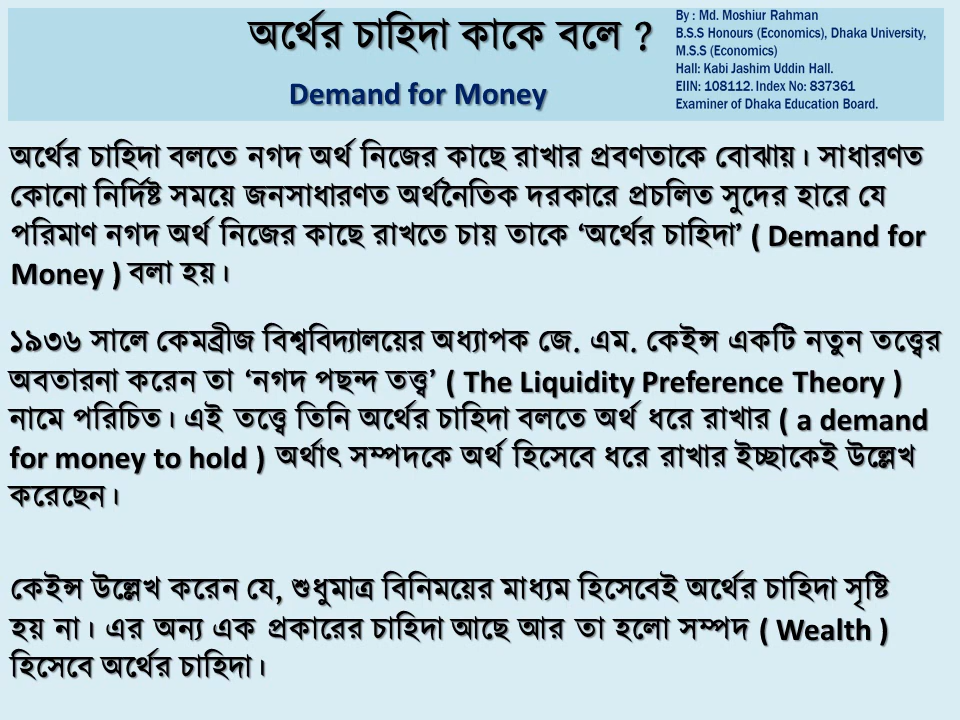 অর্থের চাহিদা কাকে বলে ?
Demand for Money
By : Md. Moshiur Rahman
B.S.S Honours (Economics), Dhaka University,
M.S.S (Economics)
Hall: Kabi Jashim Uddin Hall.
EIIN: 108112. Index No: 837361
Examiner of Dhaka Education Board.
অর্থের চাহিদা বলতে নগদ অর্থ নিজের কাছে রাখার প্রবণতাকে বোঝায়। সাধারণত
কোনো নির্দিষ্ট সময়ে জনসাধারণত অর্থনৈতিক দরকারে প্রচলিত সুদের হারে যে
পরিমাণ নগদ অর্থ নিজের কাছে রাখতে চায় তাকে ‘অর্থের চাহিদা’ ( Demand for
Money ) বলা হয়।
১৯৩৬ সালে কেমব্রীজ বিশ্ববিদ্যালয়ের অধ্যাপক জে. এম. কেইন্স একটি নতুন তত্ত্বের
অবতারনা করেন তা ‘নগদ পছন্দ তত্ত্ব’ ( The Liquidity Preference Theory )
নামে পরিচিত। এই তত্ত্বে তিনি অর্থের চাহিদা বলতে অর্থ ধরে রাখার ( a demand
for money to hold ) অর্থাৎ সম্পদকে অর্থ হিসেবে ধরে রাখার ইচ্ছাকেই উল্লেখ
করেছেন।
কেইন্স উল্লেখ করেন যে, শুধুমাত্র বিনিময়ের মাধ্যম হিসেবেই অর্থের চাহিদা সৃষ্টি
হয় না। এর অন্য এক প্রকারের চাহিদা আছে আর তা হলো সম্পদ ( Wealth )
হিসেবে অর্থের চাহিদা।